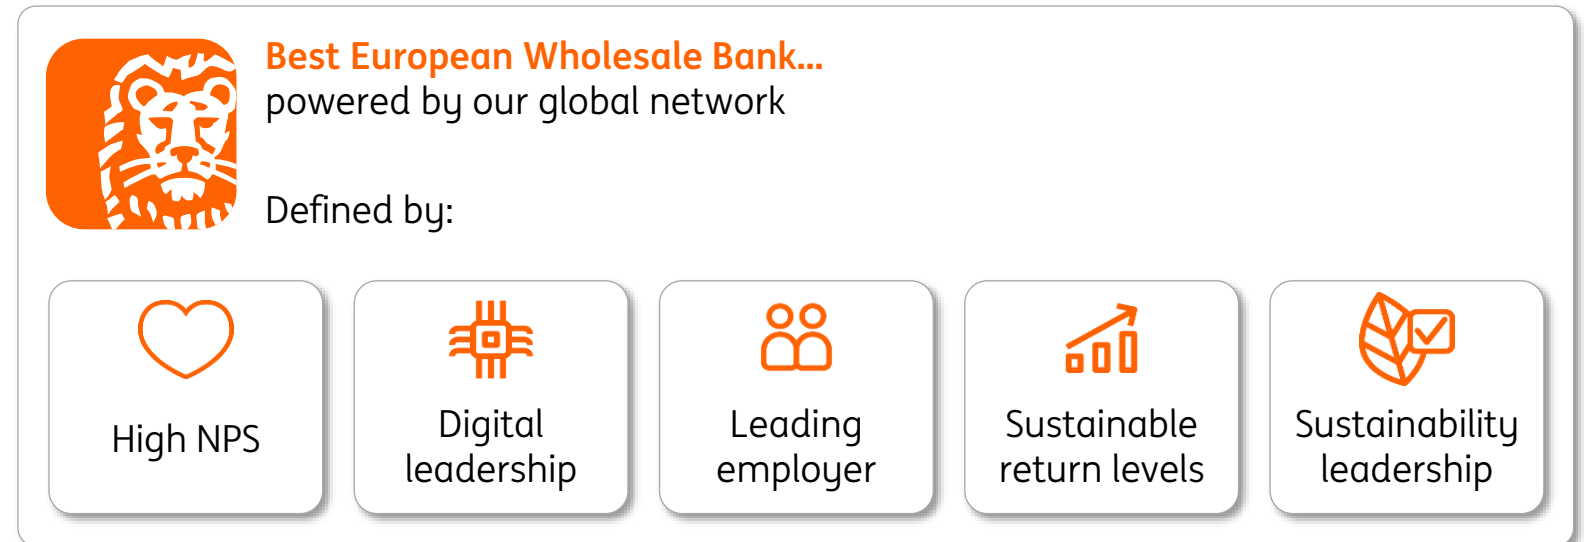 Best European Wholesale Bank...
powered by our global network
Defined by:
High NPS
Digital
leadership
Leading
employer
Sustainable
return levels
Sustainability
leadership